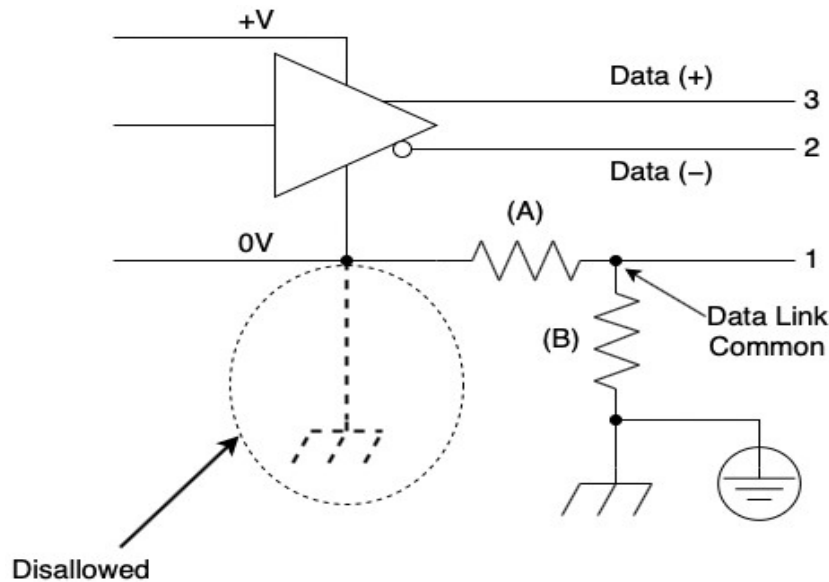 +V
Data (+)
3
2
Data (–)
(A)
0V
1
(B)
Data Link
Common
Disallowed